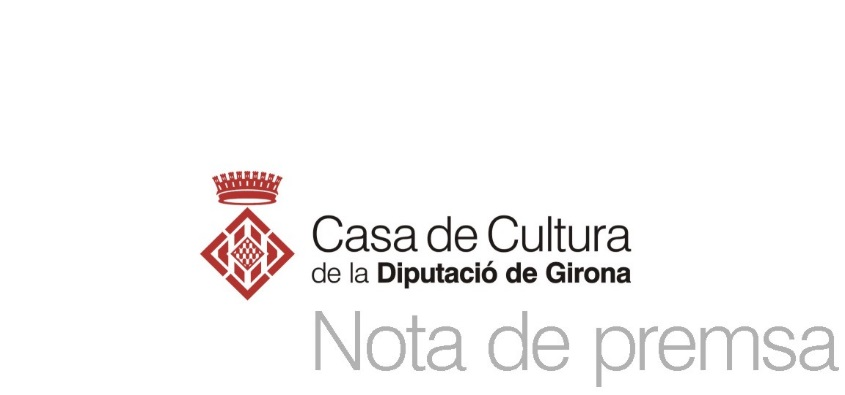 Casa de Cultura
de la Diputació de Girona
Nota de premsa